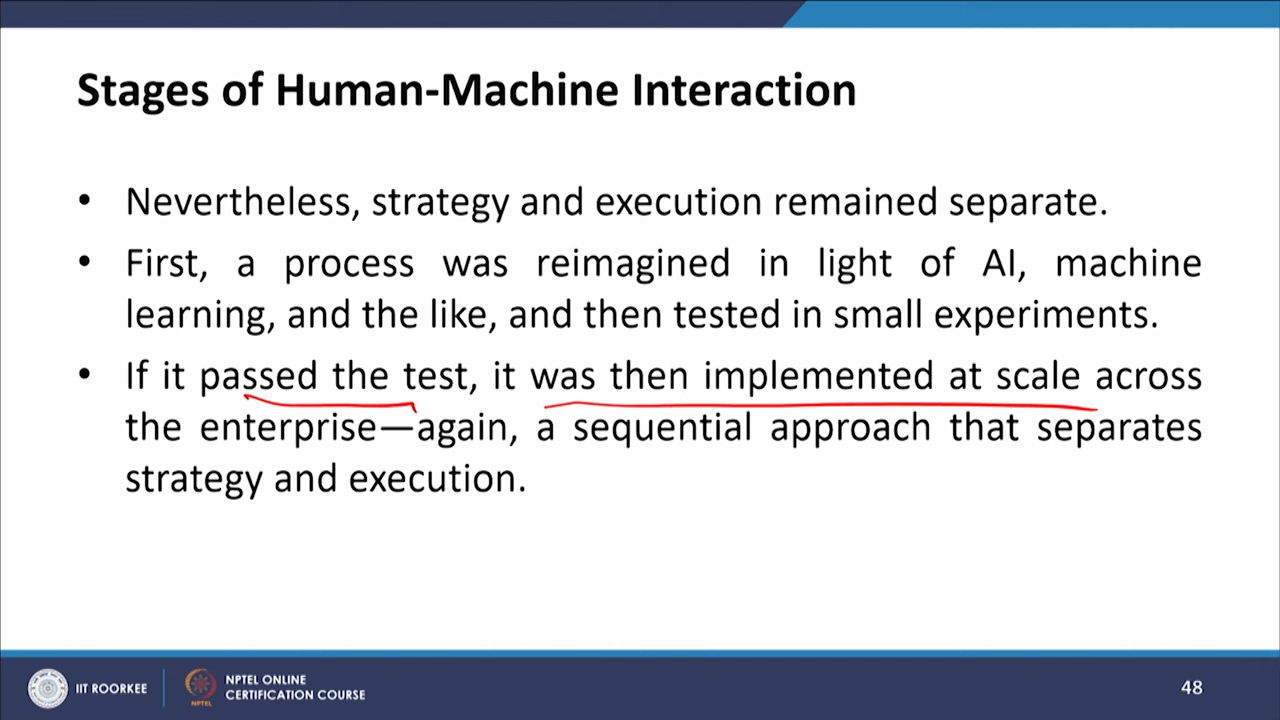 Stages of Human-Machine Interaction
• Nevertheless, strategy and execution remained separate.
• First, a process was reimagined in light of AI, machine
learning, and the like, and then tested in small experiments.
• If it passed the test, it was then implemented at scale across
the enterprise—again, a sequential approach that separates
strategy and execution.
IIT ROORKEE
NPTEL
NPTEL ONLINE
CERTIFICATION COURSE
48